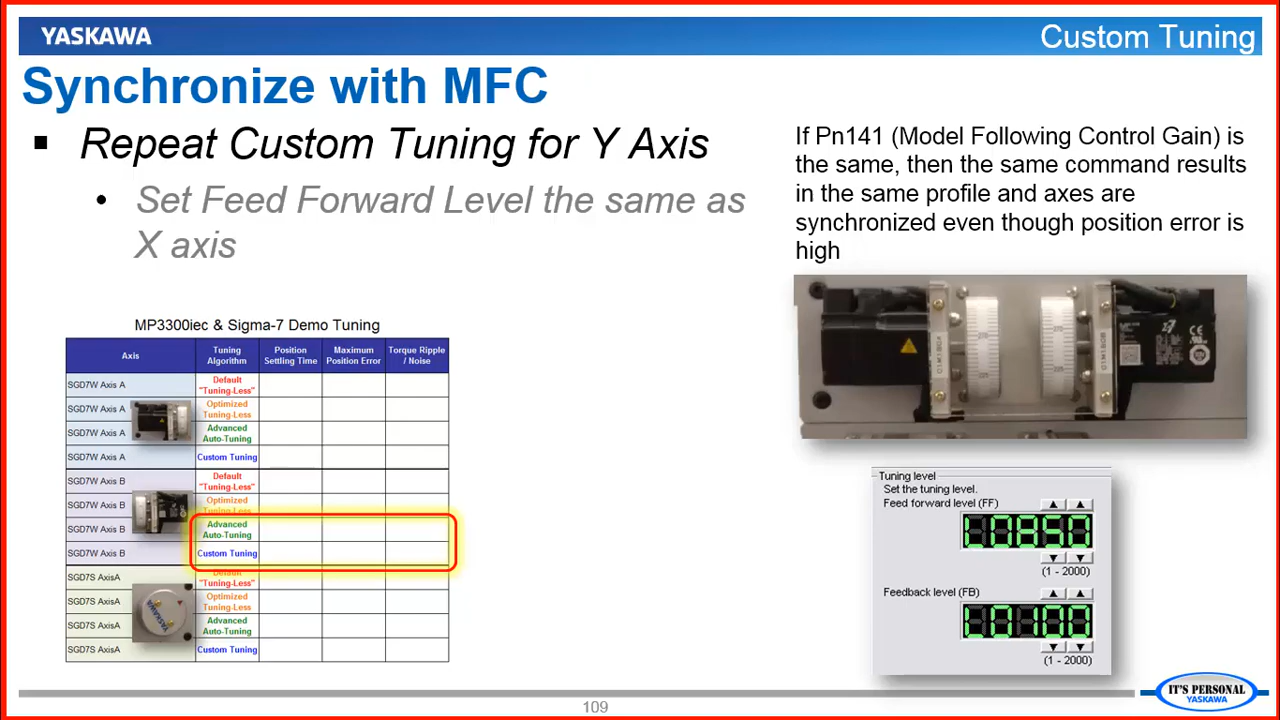 YASKAWA
Custom Tuning
Synchronize with MFC
▪ Repeat Custom Tuning for Y Axis
• Set Feed Forward Level the same as
X axis
If Pn141 (Model Following Control Gain) is
the same, then the same command results
in the same profile and axes are
synchronized even though position error is
high
MP3300iec & Sigma-7 Demo Tuning
Axis Tuning Algorithm Position Settling Time Maximum Position Error Torque Ripple / Noise
SGD7W Axis A Default "Tuning-Less"
SGD7W Axis A Optimized Tuning-Less
SGD7W Axis A Advanced Auto-Tuning
SGD7W Axis A Custom Tuning
SGD7W Axis B Default "Tuning-Less"
SGD7W Axis B Optimized Tuning-Less
SGD7W Axis B Advanced Auto-Tuning
SGD7W Axis B Custom Tuning
SGD7S AxisA Default "Tuning-Less"
SGD7S AxisA Optimized Tuning-Less
SGD7S AxisA Advanced Auto-Tuning
SGD7S AxisA Custom Tuning
Tuning level
Set the tuning level.
Feed forward level (FF)
L0850
(1 - 2000)
Feedback level (FB)
L0100
(1 - 2000)
109
IT'S PERSONAL
YASKAWA